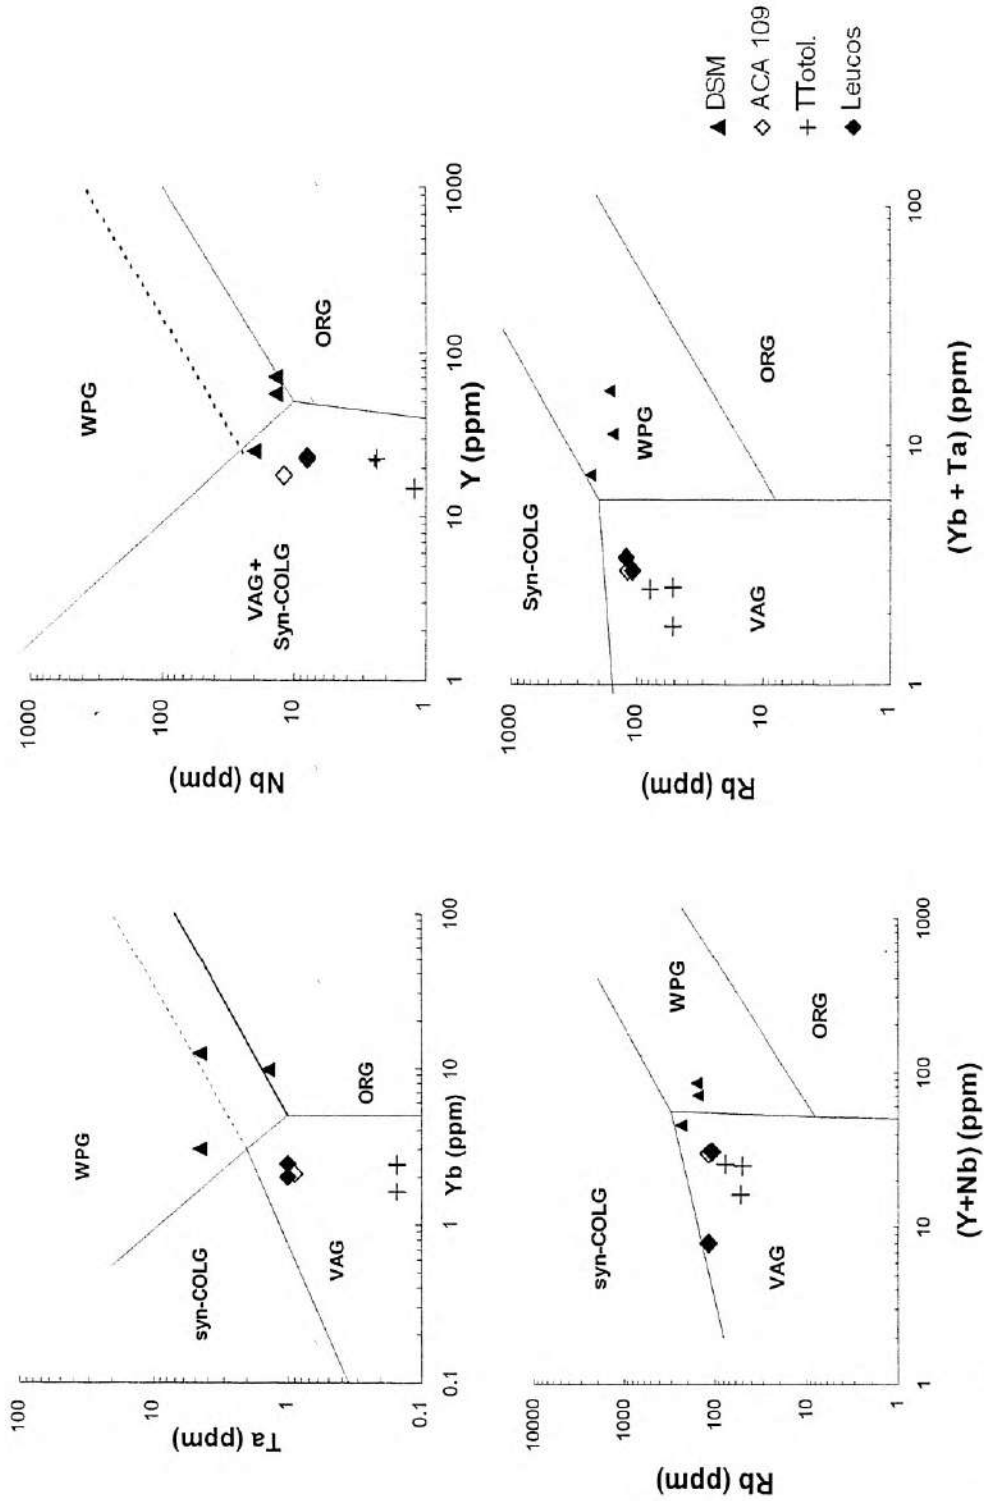 100
10
1
0.1
Ta (ppm)
WPG
syn-COLG
VAG
ORG
0.1
1
10
100
Yb (ppm)
1000
100
10
1
Nb (ppm)
WPG
VAG+
Syn-COLG
ORG
1
10
100
1000
Y (ppm)
10000
1000
100
10
1
Rb (ppm)
syn-COLG
WPG
VAG
ORG
1
10
100
1000
(Y+Nb) (ppm)
1000
100
10
1
Rb (ppm)
Syn-COLG
WPG
VAG
ORG
1
10
100
(Yb + Ta) (ppm)
DSM
ACA 109
TTotol.
Leucos